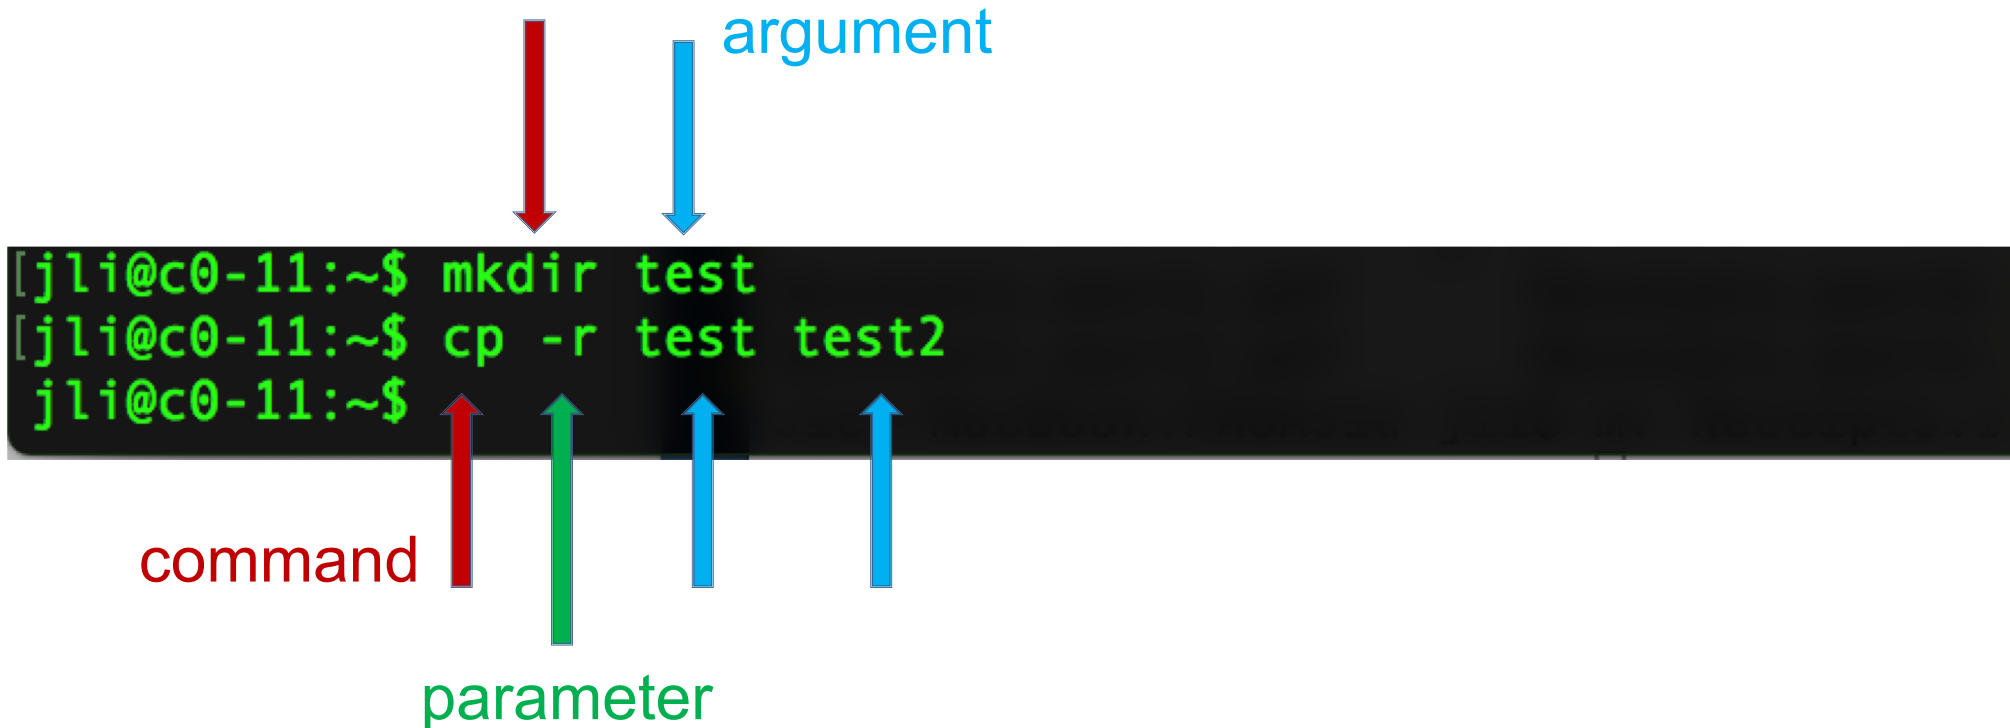 argument
[jli@c0-11:~$ mkdir test
[jli@c0-11:~$ cp -r test test2
jli@c0-11:~$
command
parameter